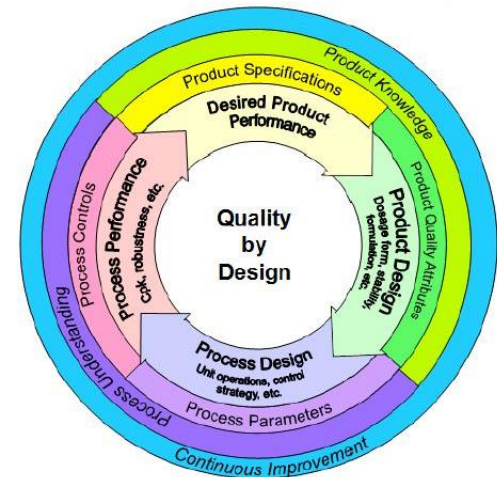 Product Knowledge
Product Specifications
Desired Product
Performance
Product Quality Attributes
Product Design
Dosage form, stability,
formulation, etc.
Quality
by
Design
Process Controls
Process Performance
Cpk, robustness, etc.
Process Design
Unit operations, control
strategy, etc.
Process Parameters
Process Understanding
Continuous Improvement